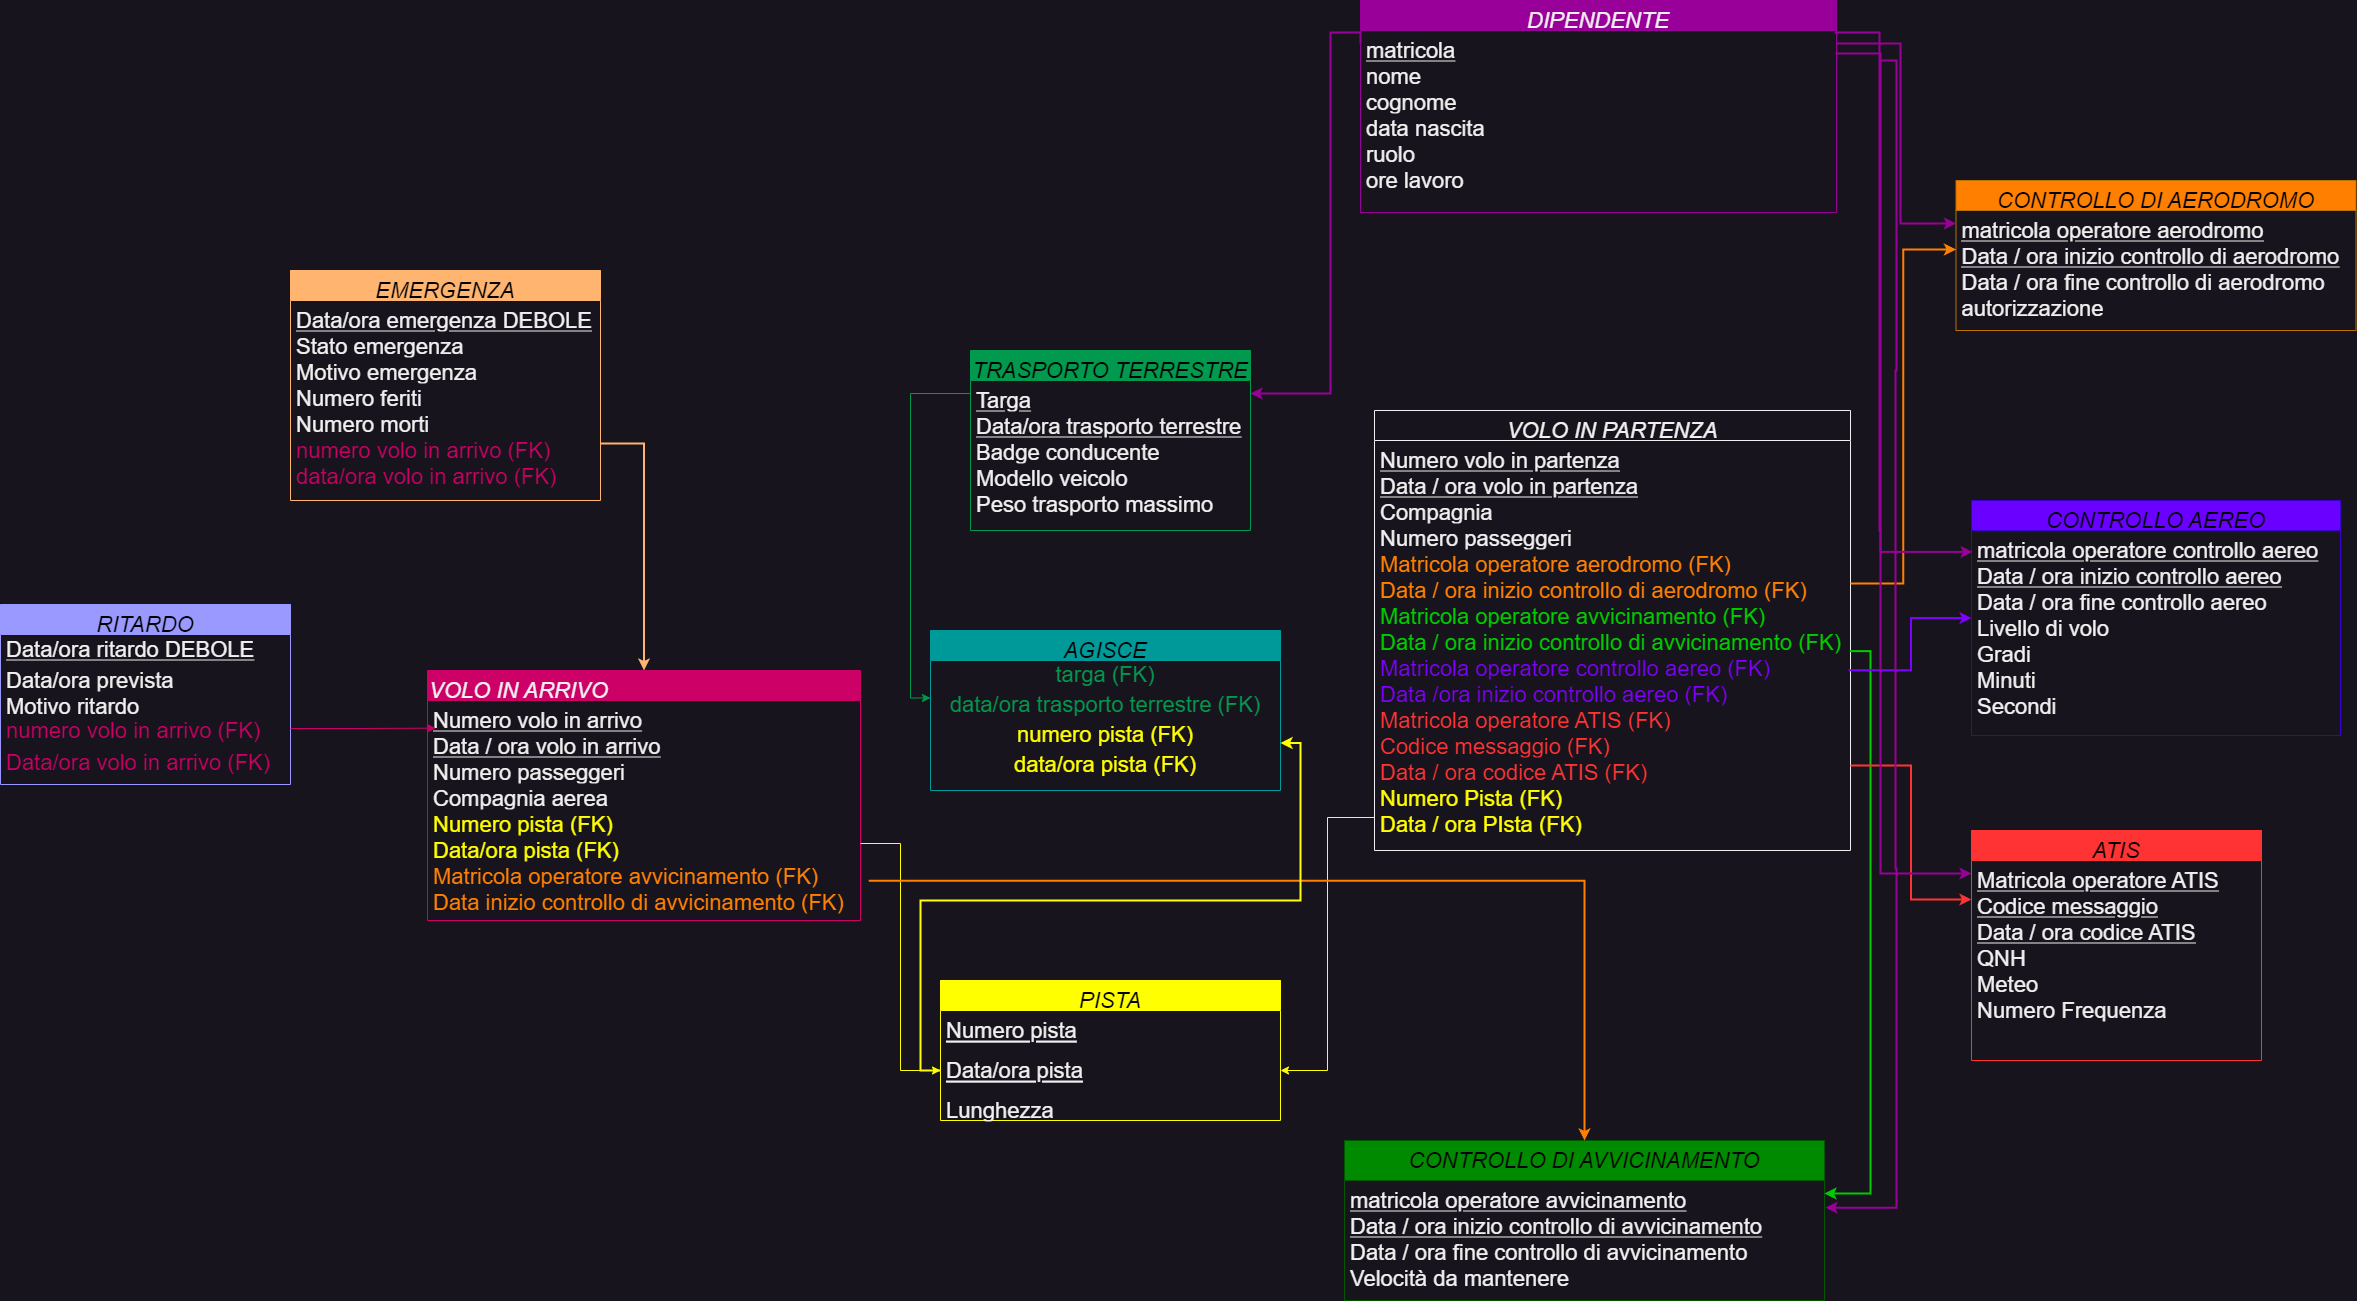 DIPENDENTE
matricola
nome
cognome
data nascita
ruolo
ore lavoro
CONTROLLO DI AERODROMO
matricola operatore aerodromo
Data / ora inizio controllo di aerodromo
Data / ora fine controllo di aerodromo
autorizzazione
EMERGENZA
Data/ora emergenza DEBOLE
Stato emergenza
Motivo emergenza
Numero feriti
Numero morti
numero volo in arrivo (FK)
data/ora volo in arrivo (FK)
TRASPORTO TERRESTRE
Targa
Data/ora trasporto terrestre
Badge conducente
Modello veicolo
Peso trasporto massimo
VOLO IN PARTENZA
Numero volo in partenza
Data / ora volo in partenza
Compagnia
Numero passeggeri
Matricola operatore aerodromo (FK)
Data / ora inizio controllo di aerodromo (FK)
Matricola operatore avvicinamento (FK)
Data / ora inizio controllo di avvicinamento (FK)
Matricola operatore controllo aereo (FK)
Data /ora inizio controllo aereo (FK)
Matricola operatore ATIS (FK)
Codice messaggio (FK)
Data / ora codice ATIS (FK)
Numero Pista (FK)
Data / ora PIsta (FK)
CONTROLLO AEREO
matricola operatore controllo aereo
Data / ora inizio controllo aereo
Data / ora fine controllo aereo
Livello di volo
Gradi
Minuti
Secondi
RITARDO
Data/ora ritardo DEBOLE
Data/ora prevista
Motivo ritardo
numero volo in arrivo (FK)
Data/ora volo in arrivo (FK)
VOLO IN ARRIVO
Numero volo in arrivo
Data / ora volo in arrivo
Numero passeggeri
Compagnia aerea
Numero pista (FK)
Data/ora pista (FK)
Matricola operatore avvicinamento (FK)
Data inizio controllo di avvicinamento (FK)
AGISCE
targa (FK)
data/ora trasporto terrestre (FK)
numero pista (FK)
data/ora pista (FK)
ATIS
Matricola operatore ATIS
Codice messaggio
Data / ora codice ATIS
QNH
Meteo
Numero Frequenza
PISTA
Numero pista
Data/ora pista
Lunghezza
CONTROLLO DI AVVICINAMENTO
matricola operatore avvicinamento
Data / ora inizio controllo di avvicinamento
Data / ora fine controllo di avvicinamento
Velocità da mantenere